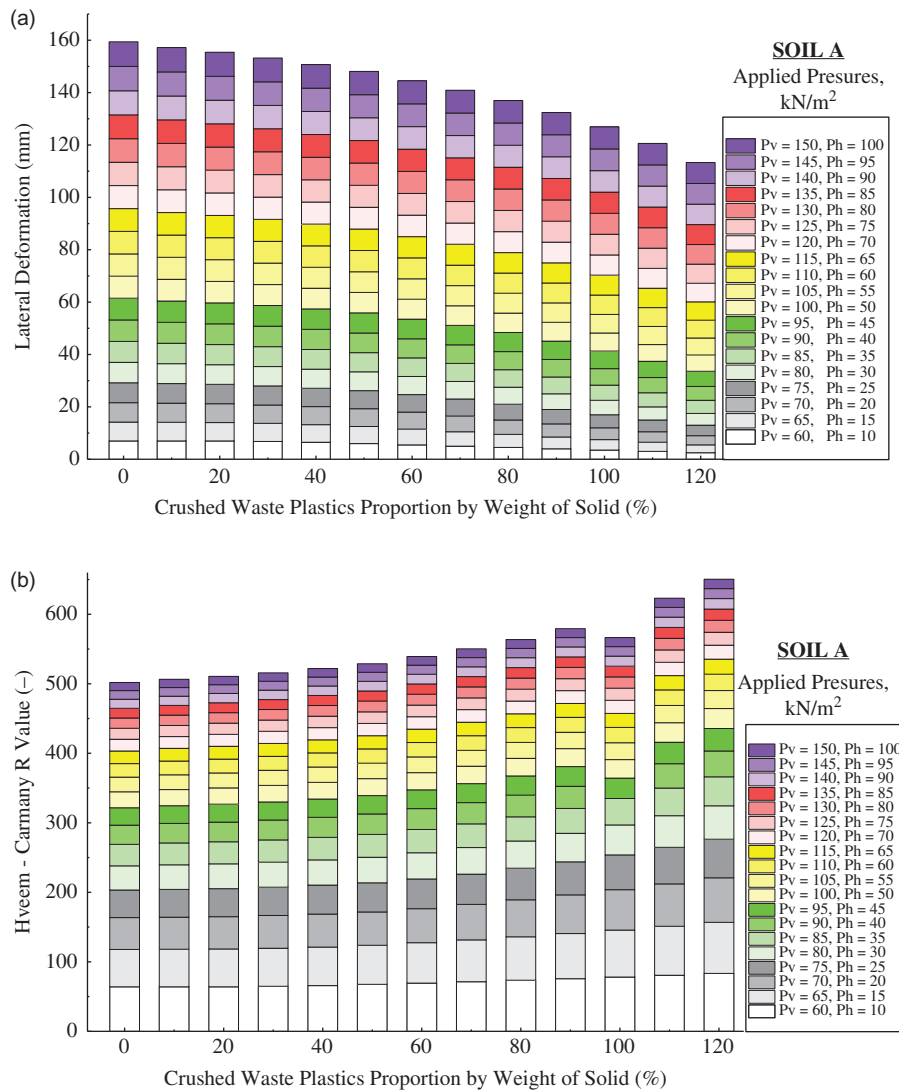 (a)
160
140
120
100
80
60
40
20
0
Lateral Deformation (mm)
0 20 40 60 80 100 120
Crushed Waste Plastics Proportion by Weight of Solid (%)
SOIL A
Applied Presures,
kN/m²
Pv = 150, Ph = 100
Pv = 145, Ph = 95
Pv = 140, Ph = 90
Pv = 135, Ph = 85
Pv = 130, Ph = 80
Pv = 125, Ph = 75
Pv = 120, Ph = 70
Pv = 115, Ph = 65
Pv = 110, Ph = 60
Pv = 105, Ph = 55
Pv = 100, Ph = 50
Pv = 95, Ph = 45
Pv = 90, Ph = 40
Pv = 85, Ph = 35
Pv = 80, Ph = 30
Pv = 75, Ph = 25
Pv = 70, Ph = 20
Pv = 65, Ph = 15
Pv = 60, Ph = 10
(b)
600
500
400
300
200
100
0
Hveem - Carmany R Value (–)
0 20 40 60 80 100 120
Crushed Waste Plastics Proportion by Weight of Solid (%)
SOIL A
Applied Presures,
kN/m²
Pv = 150, Ph = 100
Pv = 145, Ph = 95
Pv = 140, Ph = 90
Pv = 135, Ph = 85
Pv = 130, Ph = 80
Pv = 125, Ph = 75
Pv = 120, Ph = 70
Pv = 115, Ph = 65
Pv = 110, Ph = 60
Pv = 105, Ph = 55
Pv = 100, Ph = 50
Pv = 95, Ph = 45
Pv = 90, Ph = 40
Pv = 85, Ph = 35
Pv = 80, Ph = 30
Pv = 75, Ph = 25
Pv = 70, Ph = 20
Pv = 65, Ph = 15
Pv = 60, Ph = 10